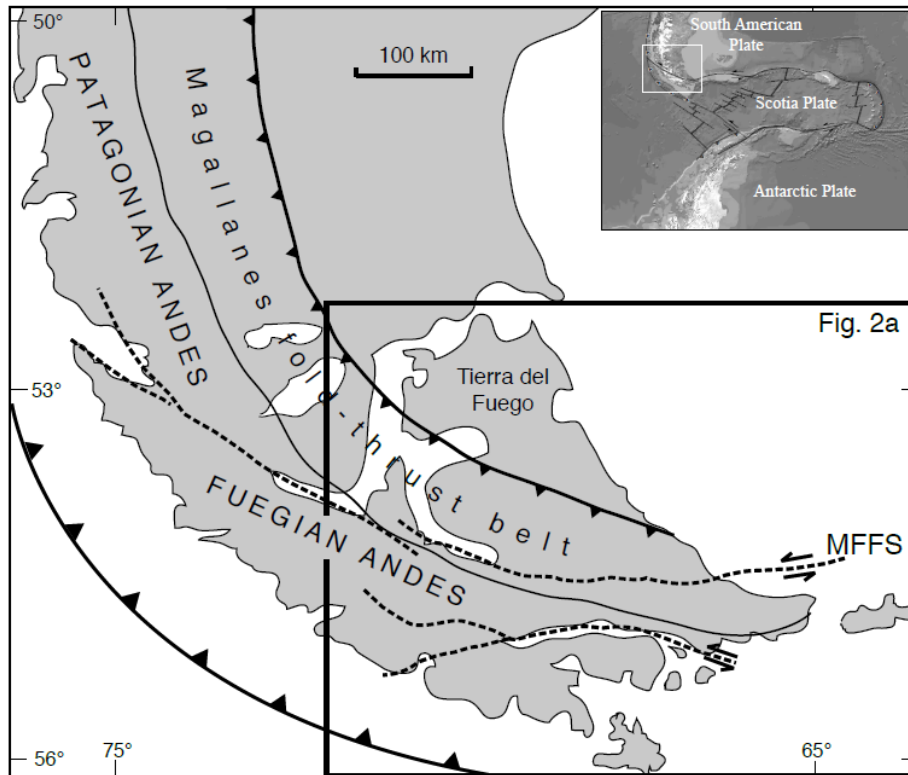 50°
100 km
South American
Plate
Scotia Plate
Antarctic Plate
PATAGONIAN ANDES
Magallanes fold-thrust belt
Fig. 2a
Tierra del
Fuego
53°
FUEGIAN ANDES
MFFS
56°
75°
65°